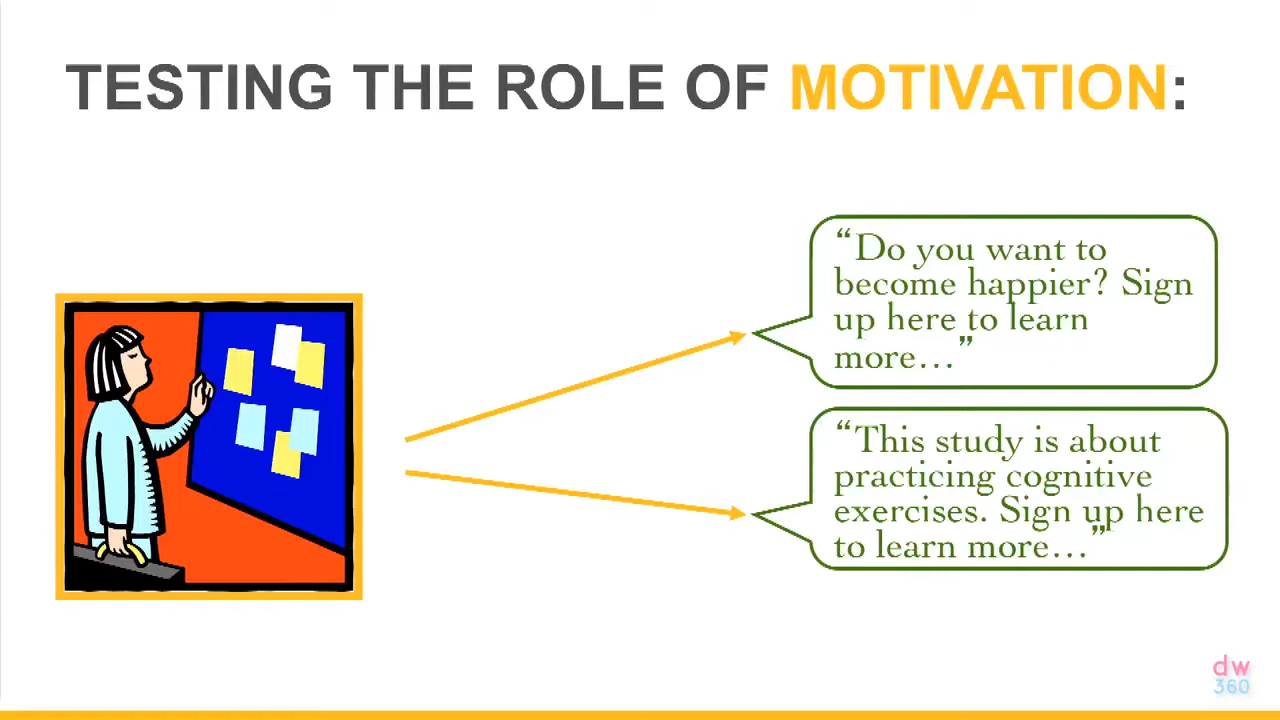 TESTING THE ROLE OF MOTIVATION:
“Do you want to
become happier? Sign
up here to learn
more…”
“This study is about
practicing cognitive
exercises. Sign up here
to learn more…”
dw
360